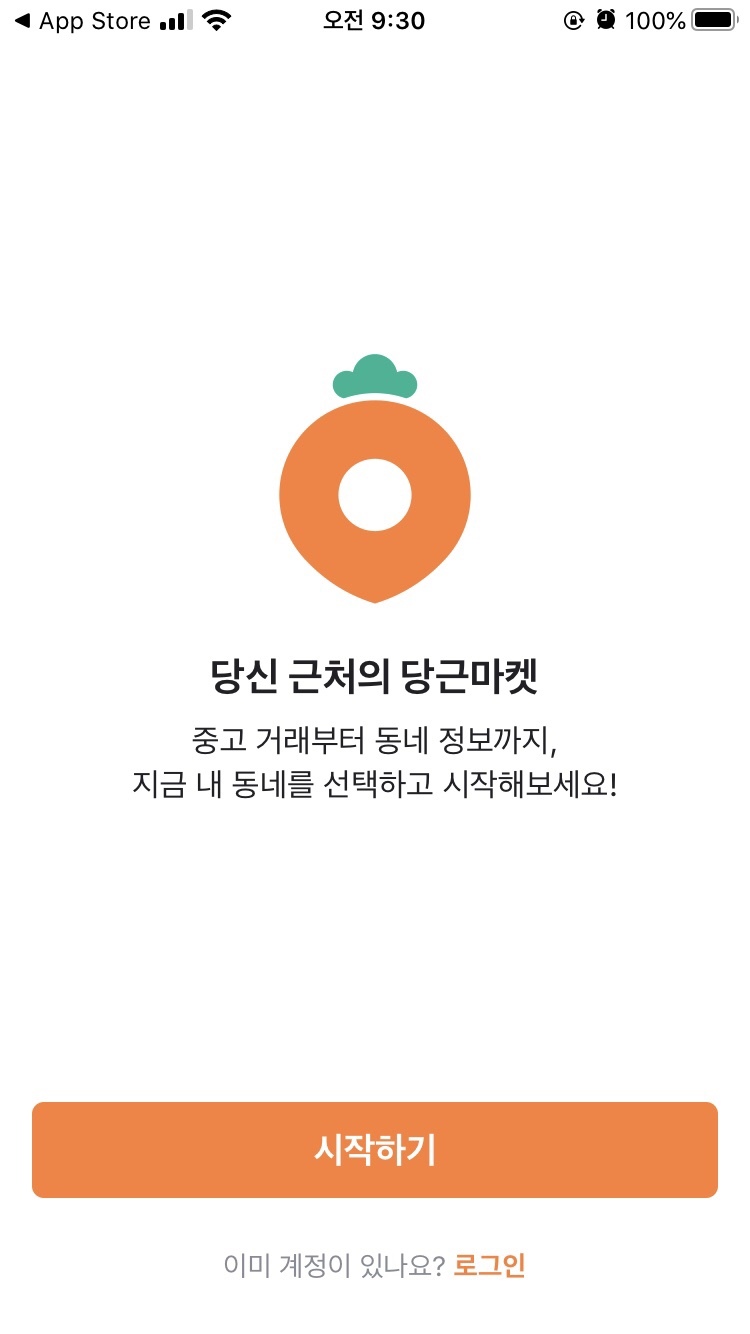 App Store
오전 9:30
100%
당신 근처의 당근마켓
중고 거래부터 동네 정보까지,
지금 내 동네를 선택하고 시작해보세요!
시작하기
이미 계정이 있나요? 로그인